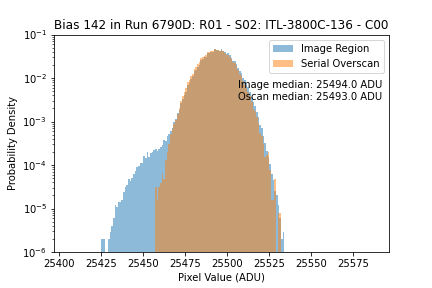 Bias 142 in Run 6790D: R01 - S02: ITL-3800C-136 - C00
Image Region
Serial Overscan
Image median: 25494.0 ADU
Oscan median: 25493.0 ADU
Probability Density
10⁻¹
10⁻²
10⁻³
10⁻⁴
10⁻⁵
10⁻⁶
25400 25425 25450 25475 25500 25525 25550 25575
Pixel Value (ADU)